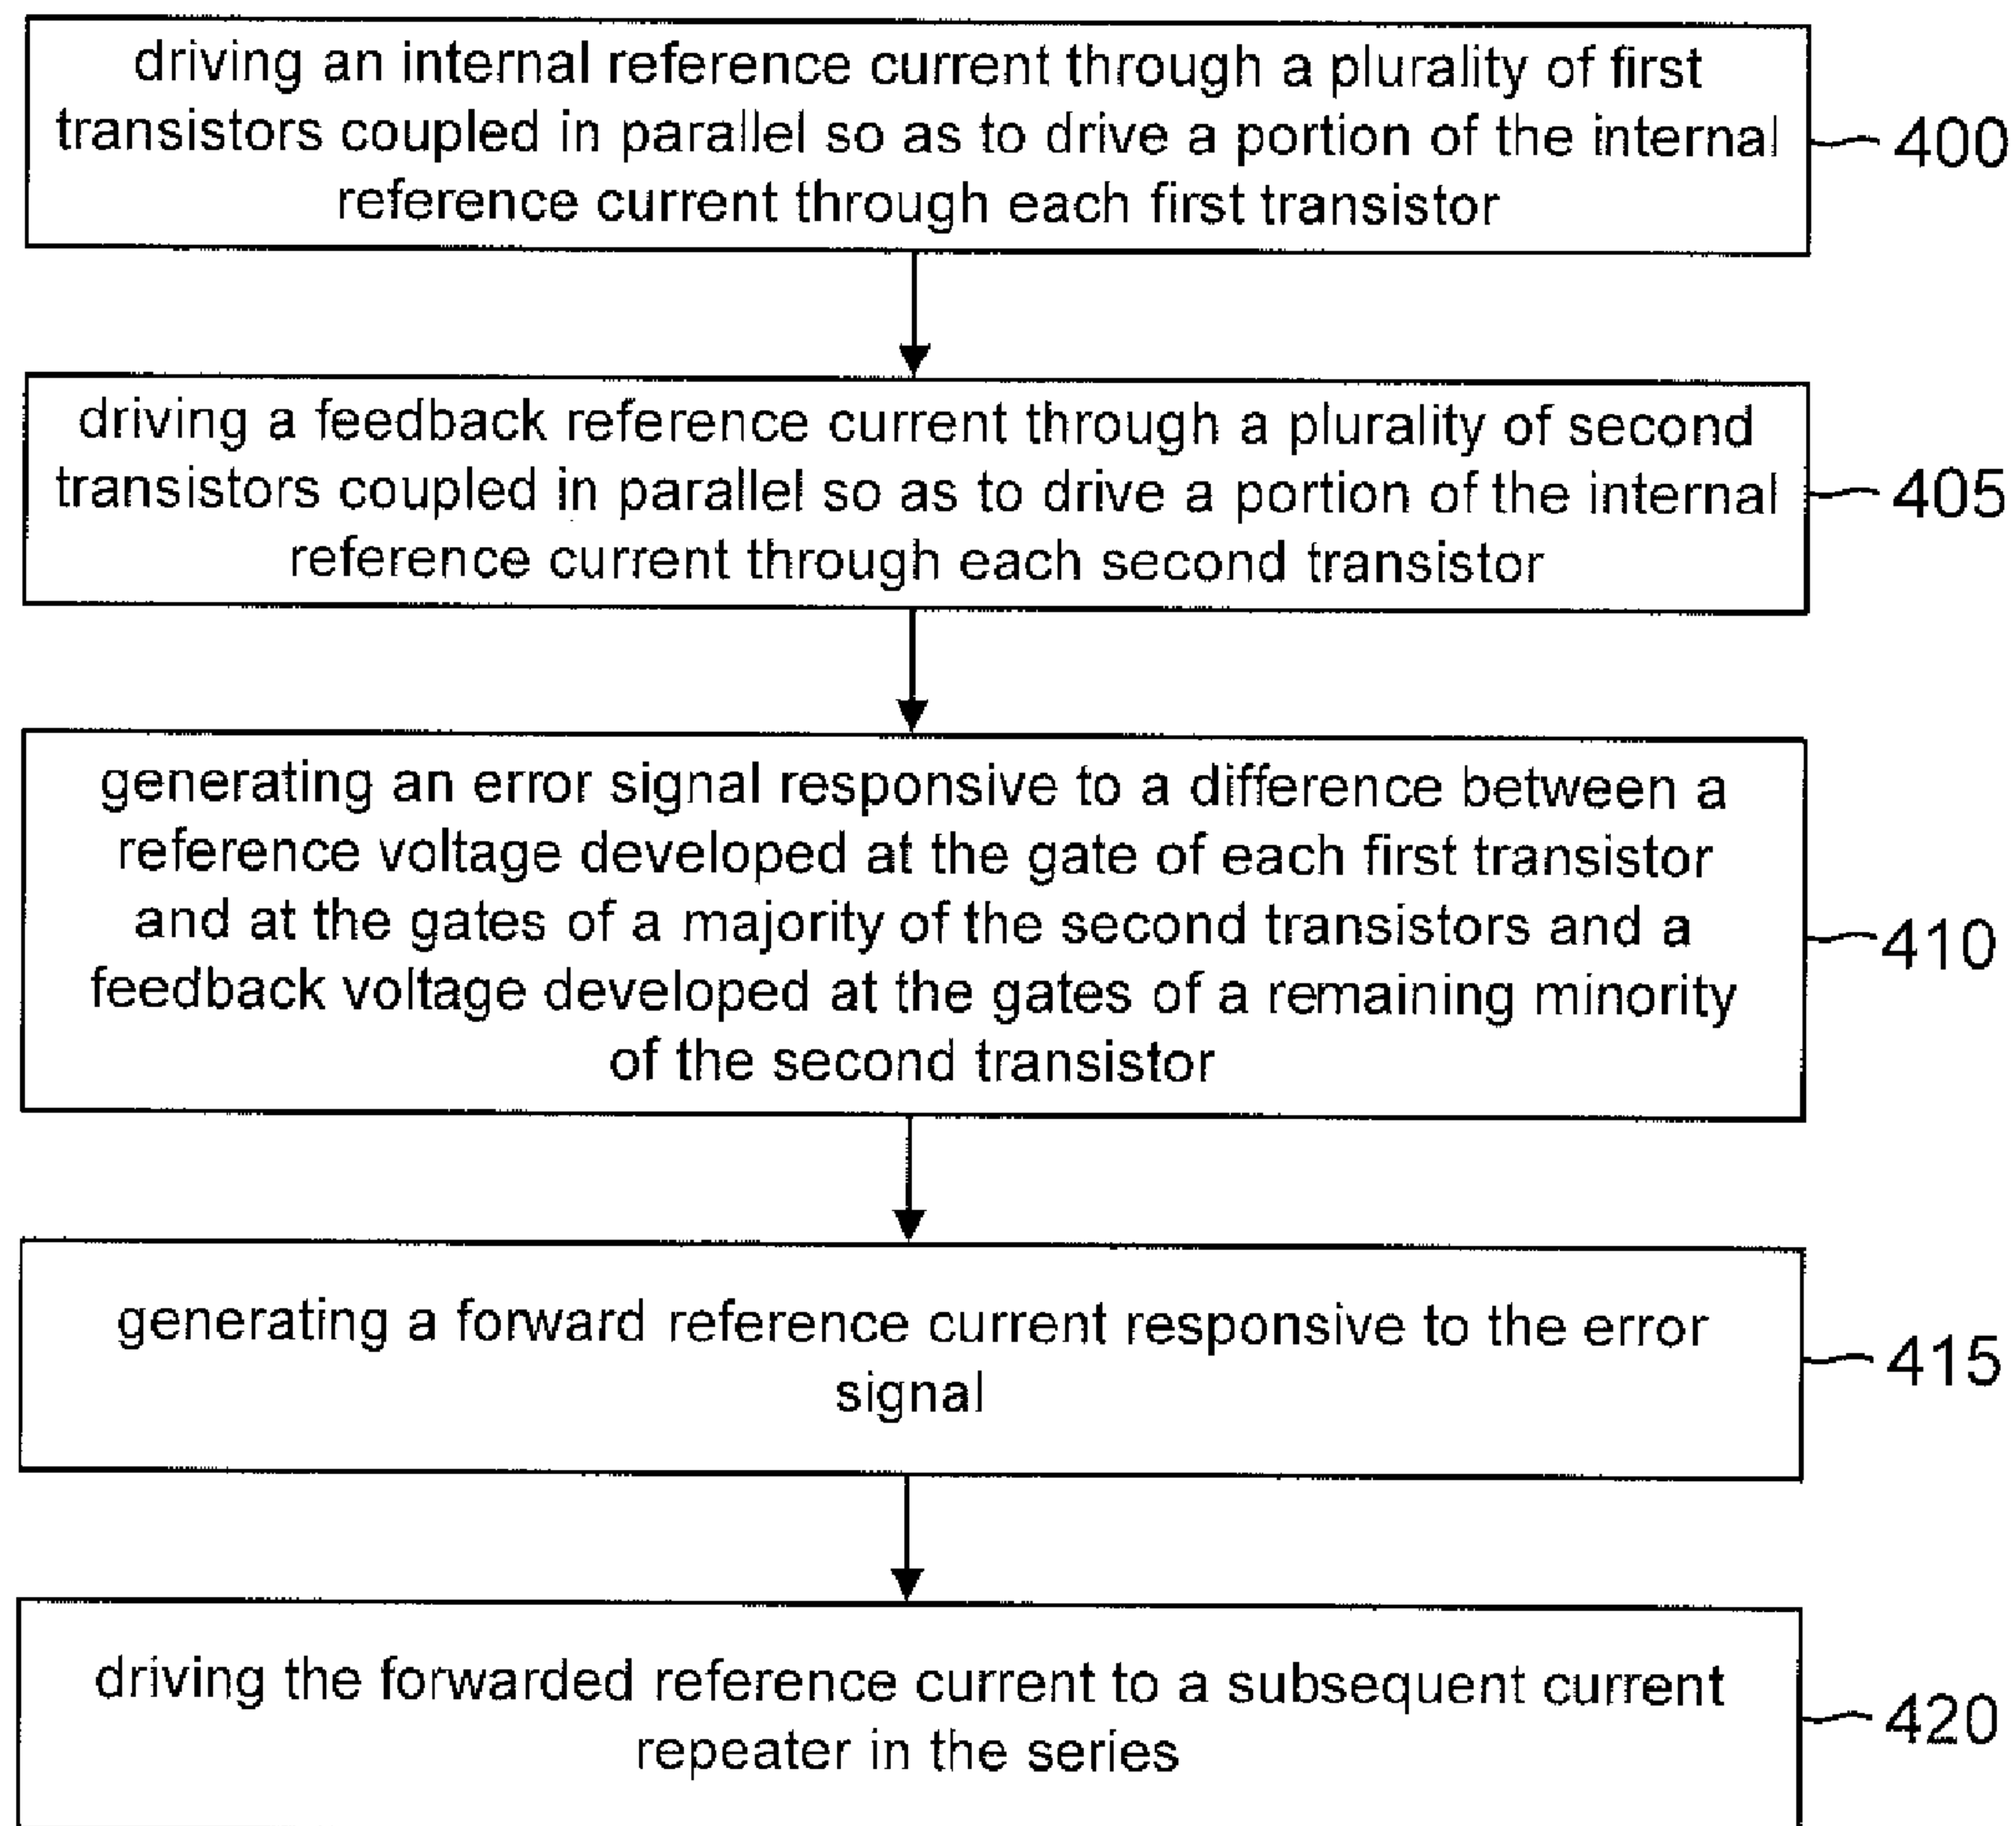 driving an internal reference current through a plurality of first
transistors coupled in parallel so as to drive a portion of the internal
reference current through each first transistor
400
driving a feedback reference current through a plurality of second
transistors coupled in parallel so as to drive a portion of the internal
reference current through each second transistor
405
generating an error signal responsive to a difference between a
reference voltage developed at the gate of each first transistor
and at the gates of a majority of the second transistors and a
feedback voltage developed at the gates of a remaining minority
of the second transistor
410
generating a forward reference current responsive to the error
signal
415
driving the forwarded reference current to a subsequent current
repeater in the series
420